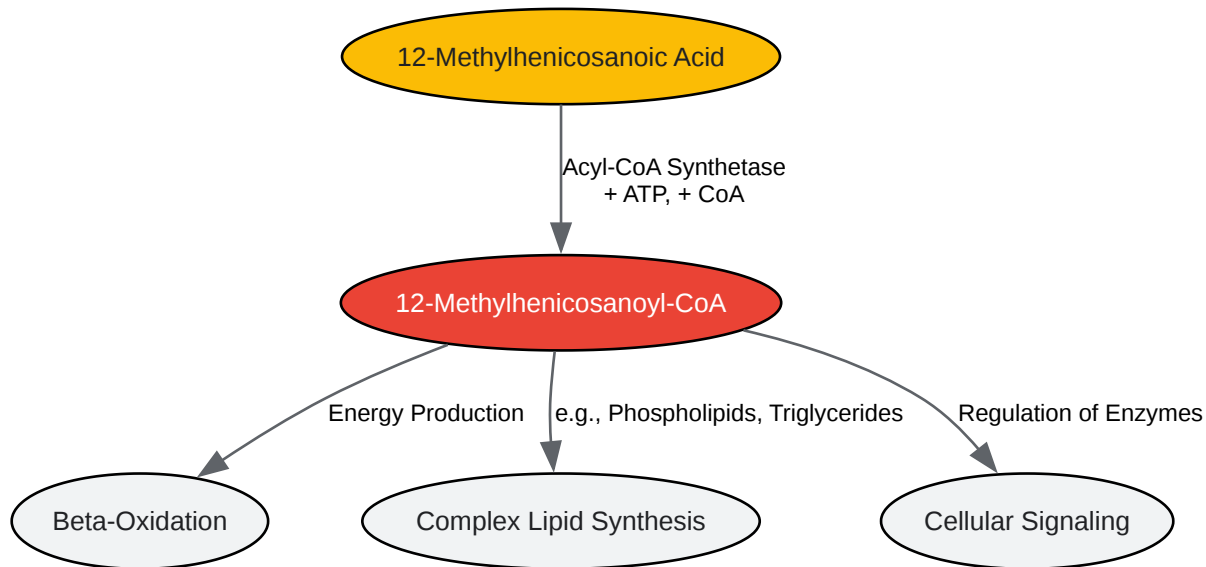 12-Methylhenicosanoic Acid
Acyl-CoA Synthetase
+ ATP, + CoA
12-Methylhenicosanoyl-CoA
Energy Production
e.g., Phospholipids, Triglycerides
Regulation of Enzymes
Beta-Oxidation
Complex Lipid Synthesis
Cellular Signaling